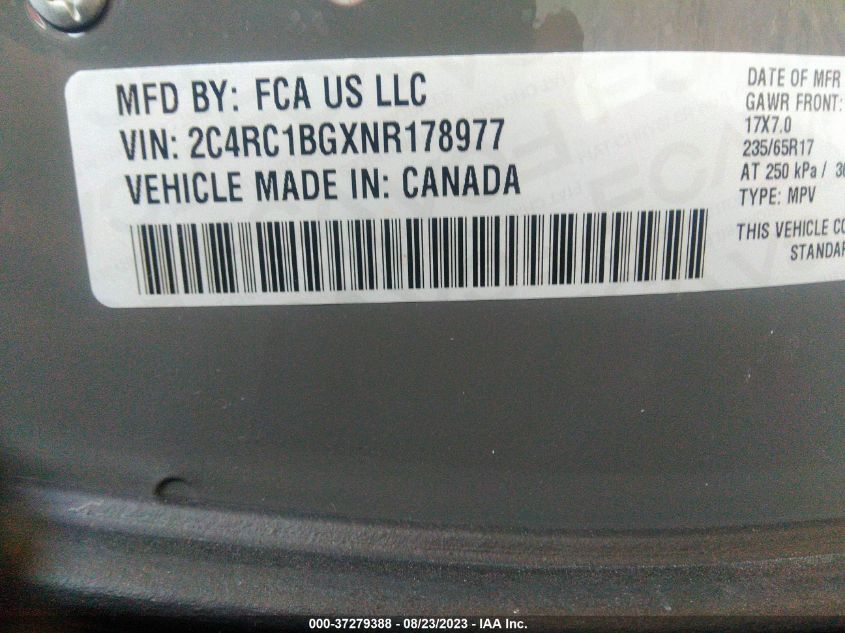 MFD BY: FCA US LLC
VIN: 2C4RC1BGXNR178977
VEHICLE MADE IN: CANADA
DATE OF MFR
GAWR FRONT:
17X7.0
235/65R17
AT 250 kPa /
TYPE: MPV
THIS VEHICLE
000-37279388 - 08/23/2023 - IAA Inc.